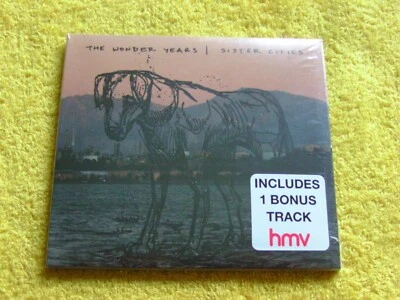 THE WONDER YEARS | SISTER CITIES
INCLUDES
1 BONUS
TRACK
hmv